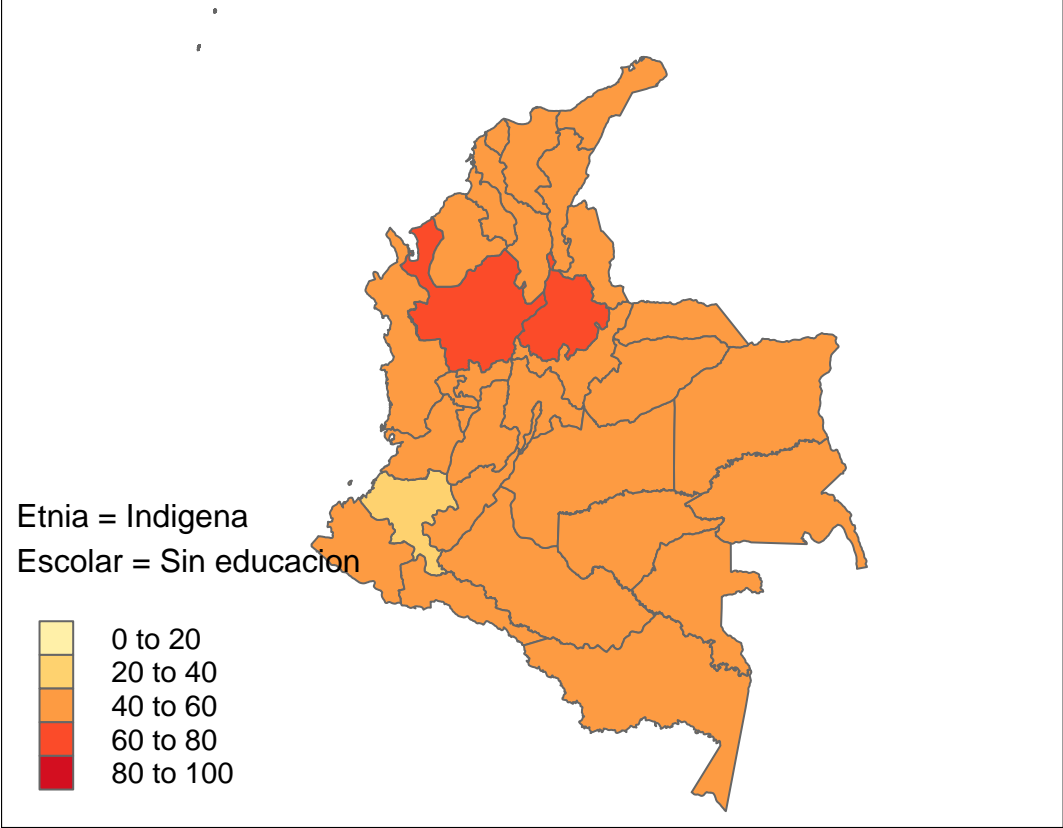 Etnia = Indigena
Escolar = Sin educacion
0 to 20
20 to 40
40 to 60
60 to 80
80 to 100